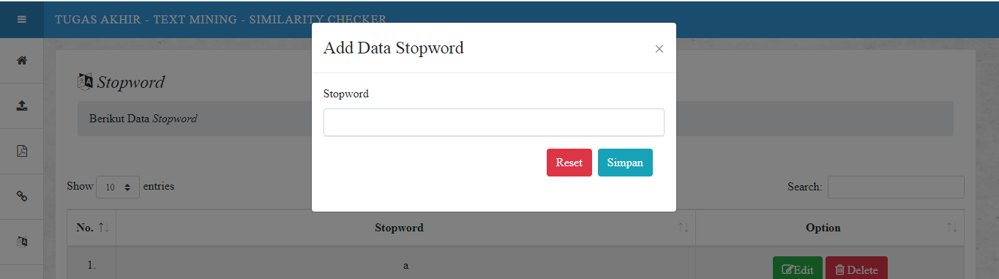 TUGAS AKHIR - TEXT MINING - SIMILARITY CHECKER
Add Data Stopword
×
Stopword
Berikut Data Stopword
Stopword
Reset Simpan
Show 10 entries
Search:
No. Stopword Option
1. a Edit Delete